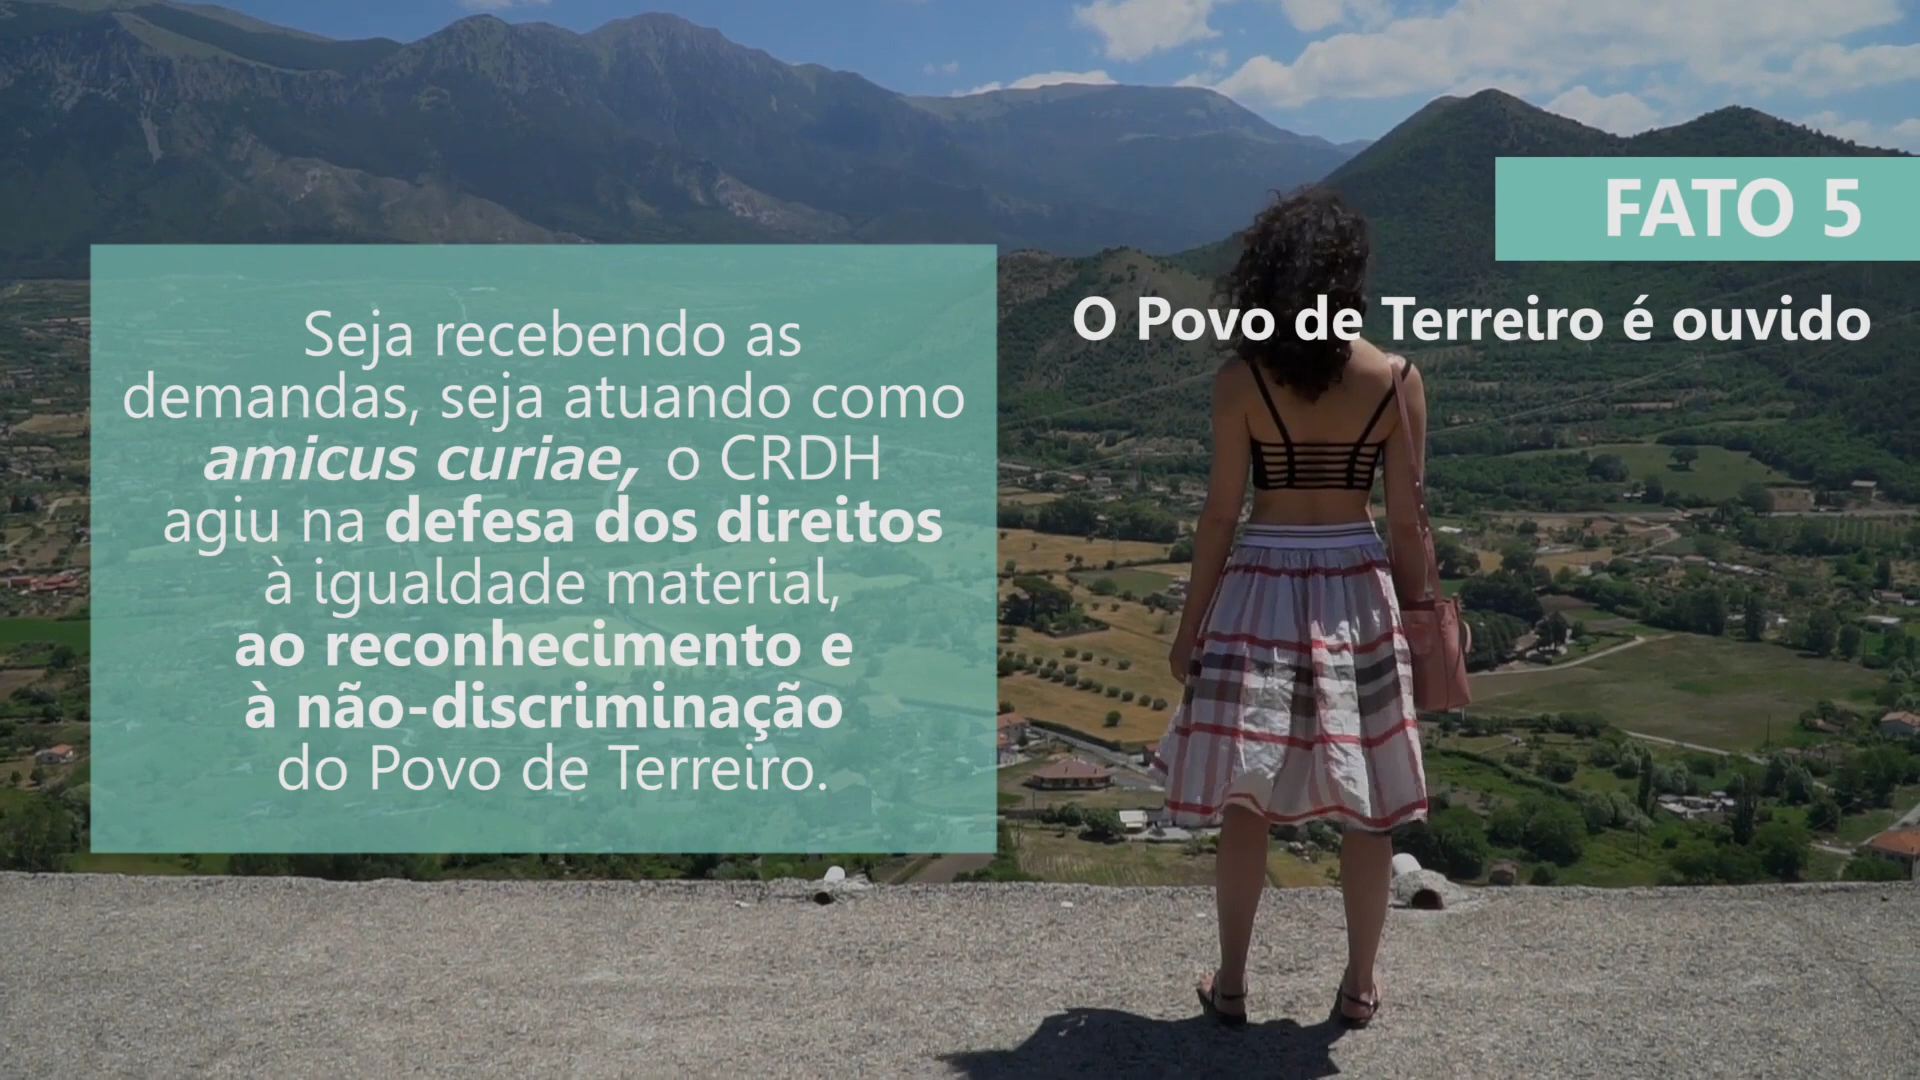 FATO 5
O Povo de Terreiro é ouvido
Seja recebendo as
demandas, seja atuando como
amicus curiae, o CRDH
agiu na defesa dos direitos
à igualdade material,
ao reconhecimento e
à não-discriminação
do Povo de Terreiro.